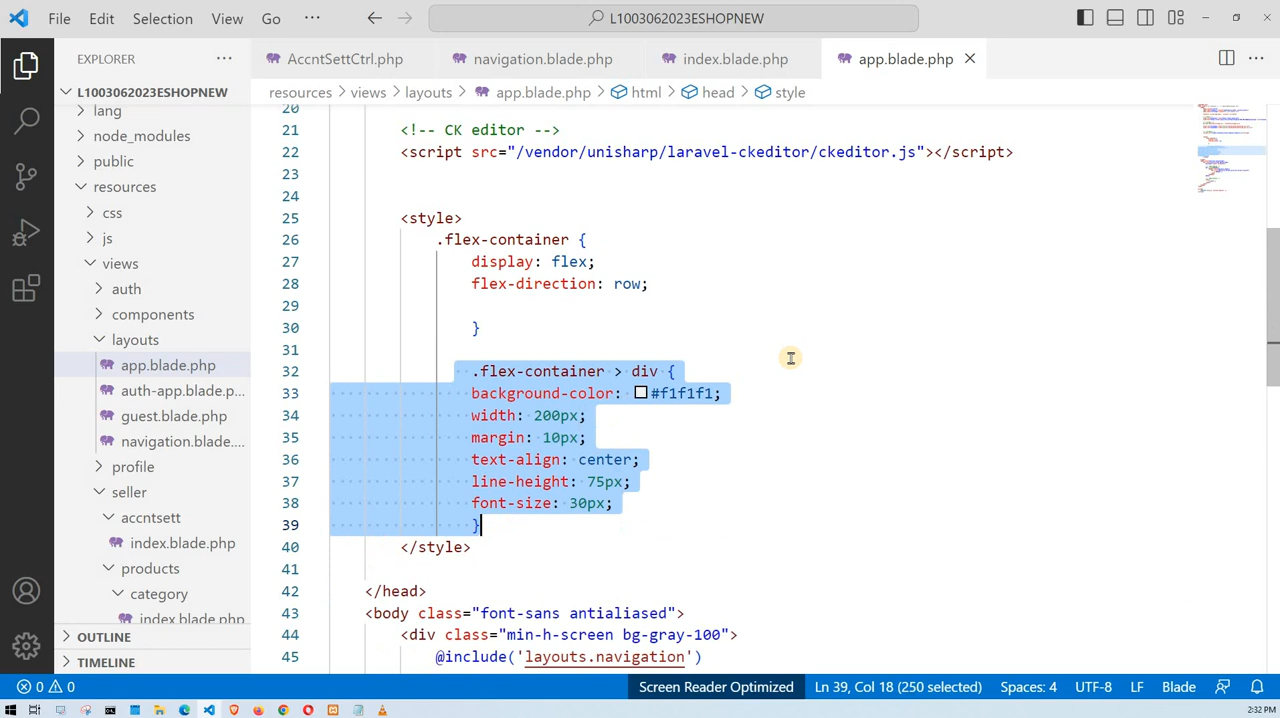 File Edit Selection View Go ··· L1003062023ESHOPNEW
EXPLORER ···
AccntSettCtrl.php navigation.blade.php index.blade.php app.blade.php
L1003062023ESHOPNEW
resources > views > layouts > app.blade.php > html > head > style
lang
node_modules
public
resources
css
js
views
auth
components
layouts
app.blade.php
auth-app.blade.p...
guest.blade.php
navigation.blade....
profile
seller
accntsett
index.blade.php
products
category
index.blade.php
OUTLINE
TIMELINE
20
21 <!-- CK editor -->
22 <script src="/vendor/unisharp/laravel-ckeditor/ckeditor.js"></script>
23
24
25 <style>
26 .flex-container {
27 display: flex;
28 flex-direction: row;
29
30 }
31
32 .flex-container > div {
33 background-color: #f1f1f1;
34 width: 200px;
35 margin: 10px;
36 text-align: center;
37 line-height: 75px;
38 font-size: 30px;
39 }
40 </style>
41
42 </head>
43 <body class="font-sans antialiased">
44 <div class="min-h-screen bg-gray-100">
45 @include('layouts.navigation')
0 0 Screen Reader Optimized Ln 39, Col 18 (250 selected) Spaces: 4 UTF-8 LF Blade
2:32 PM